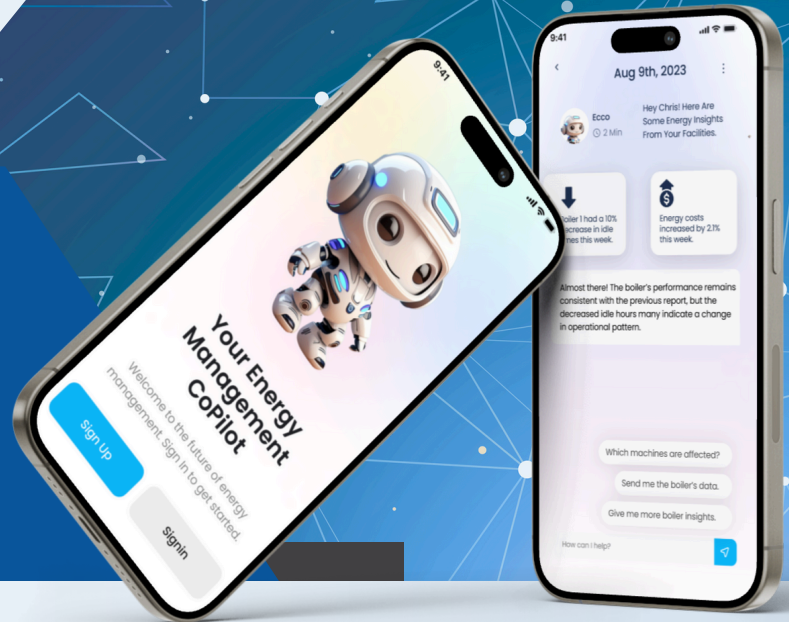 9:41
Your Energy
Management
CoPilot
Welcome to the future of energy
management. Sign In to get started.
Sign Up
Signin
9:41
Aug 9th, 2023
Ecco
2 Min
Hey Chris! Here Are
Some Energy Insights
From Your Facilities.
Boiler 1 had a 10%
decrease in idle
times this week.
$
Energy costs
increased by 2.1%
this week.
Almost there! The boiler's performance remains
consistent with the previous report, but the
decreased idle hours many indicate a change
in operational pattern.
Which machines are affected?
Send me the boiler's data.
Give me more boiler insights.
How can I help?